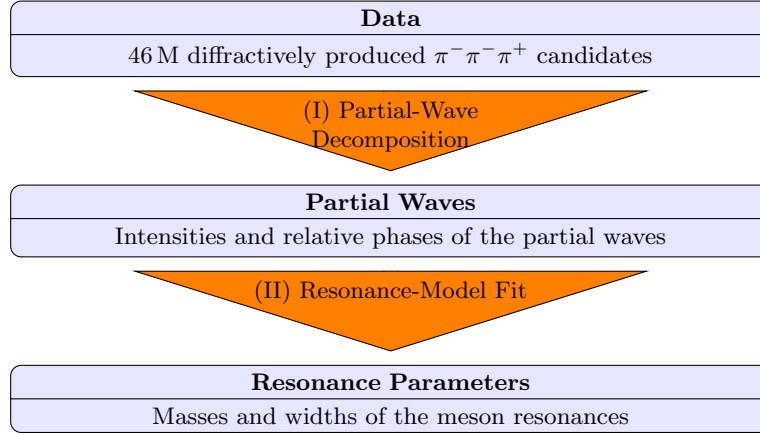 Data
46 M diffractively produced π⁻π⁻π⁺ candidates
(I) Partial-Wave
Decomposition
Partial Waves
Intensities and relative phases of the partial waves
(II) Resonance-Model Fit
Resonance Parameters
Masses and widths of the meson resonances